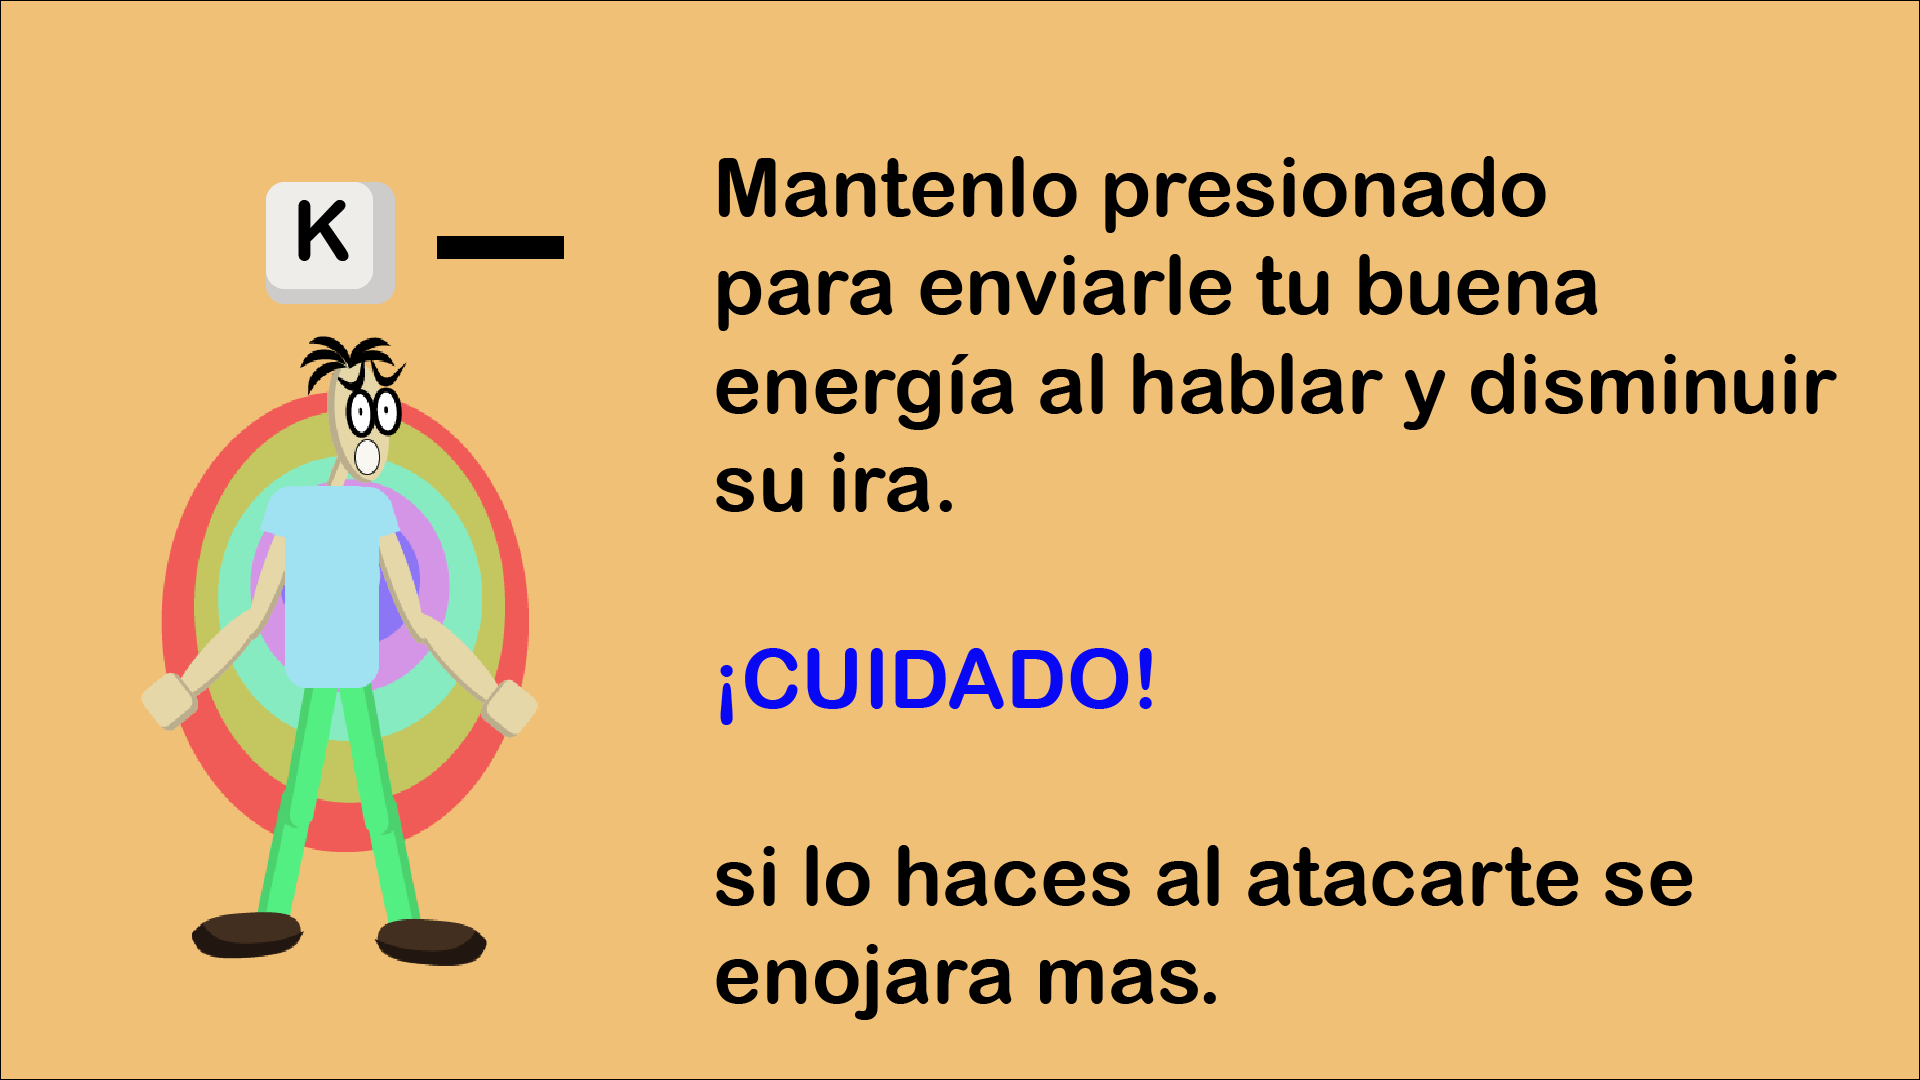 K
Mantenlo presionado
para enviarle tu buena
energía al hablar y disminuir
su ira.
¡CUIDADO!
si lo haces al atacarte se
enojara mas.